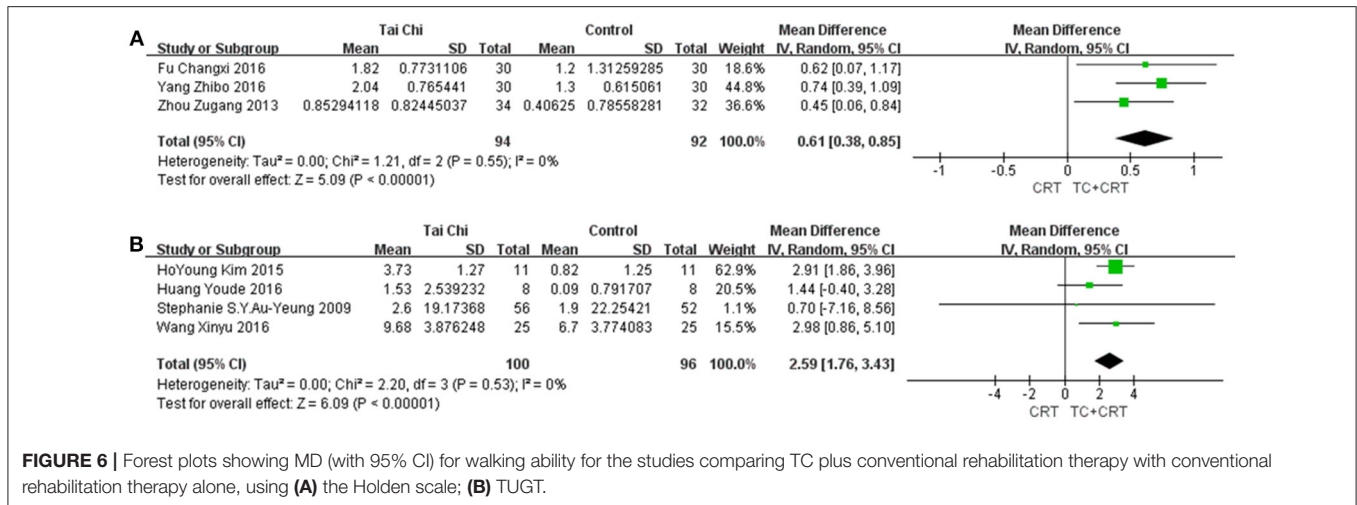 A
Tai Chi Control Mean Difference Mean Difference
Study or Subgroup Mean SD Total Mean SD Total Weight IV, Random, 95% CI IV, Random, 95% CI
Fu Changxi 2016 1.82 0.7731106 30 1.2 1.31259285 30 18.6% 0.62 [0.07, 1.17]
Yang Zhibo 2016 2.04 0.765441 30 1.3 0.615061 30 44.8% 0.74 [0.39, 1.09]
Zhou Zugang 2013 0.85294118 0.82445037 34 0.40625 0.78558281 32 36.6% 0.45 [0.06, 0.84]
Total (95% CI) 94 92 100.0% 0.61 [0.38, 0.85]
Heterogeneity: Tau² = 0.00; Chi² = 1.21, df = 2 (P = 0.55); I² = 0%
Test for overall effect: Z = 5.09 (P < 0.00001)
-1 -0.5 0 0.5 1
CRT TC+CRT
B
Tai Chi Control Mean Difference Mean Difference
Study or Subgroup Mean SD Total Mean SD Total Weight IV, Random, 95% CI IV, Random, 95% CI
HoYoung Kim 2015 3.73 1.27 11 0.82 1.25 11 62.9% 2.91 [1.86, 3.96]
Huang Youde 2016 1.53 2.539232 8 0.09 0.791707 8 20.5% 1.44 [-0.40, 3.28]
Stephanie S.Y.Au-Yeung 2009 2.6 19.17368 56 1.9 22.25421 52 1.1% 0.70 [-7.16, 8.56]
Wang Xinyu 2016 9.68 3.876248 25 6.7 3.774083 25 15.5% 2.98 [0.86, 5.10]
Total (95% CI) 100 96 100.0% 2.59 [1.76, 3.43]
Heterogeneity: Tau² = 0.00; Chi² = 2.20, df = 3 (P = 0.53); I² = 0%
Test for overall effect: Z = 6.09 (P < 0.00001)
-4 -2 0 2 4
CRT TC+CRT
FIGURE 6 | Forest plots showing MD (with 95% CI) for walking ability for the studies comparing TC plus conventional rehabilitation therapy with conventional
rehabilitation therapy alone, using (A) the Holden scale; (B) TUGT.